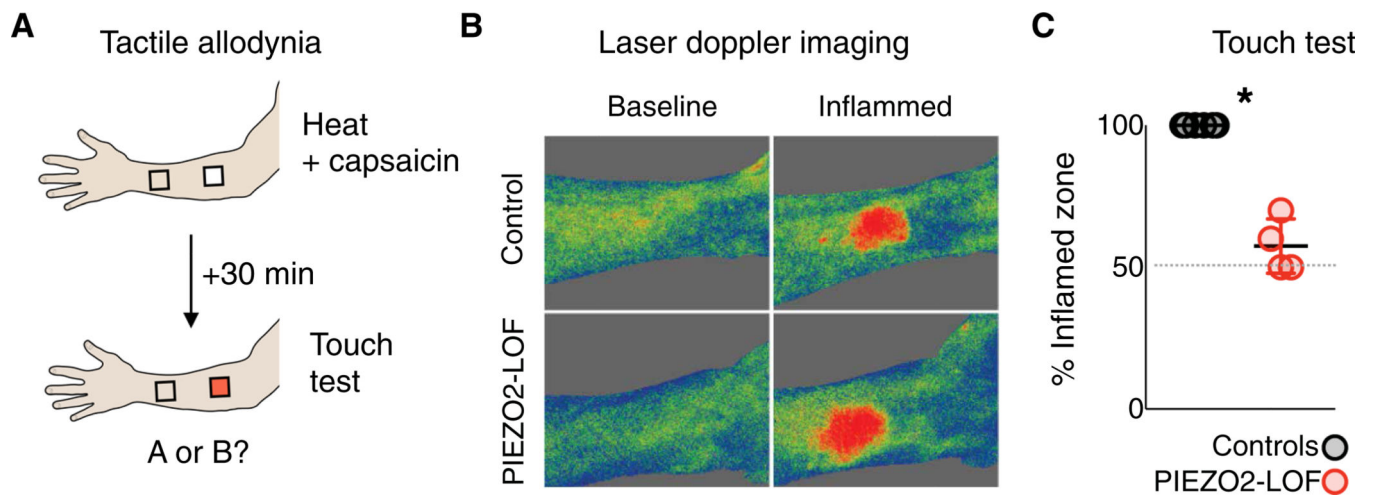 A
Tactile allodynia
Heat
+ capsaicin
+30 min
Touch
test
A or B?
B
Laser doppler imaging
Baseline
Inflammed
Control
PIEZO2-LOF
C
Touch test
*
% Inflamed zone
100
50
0
Controls
PIEZO2-LOF